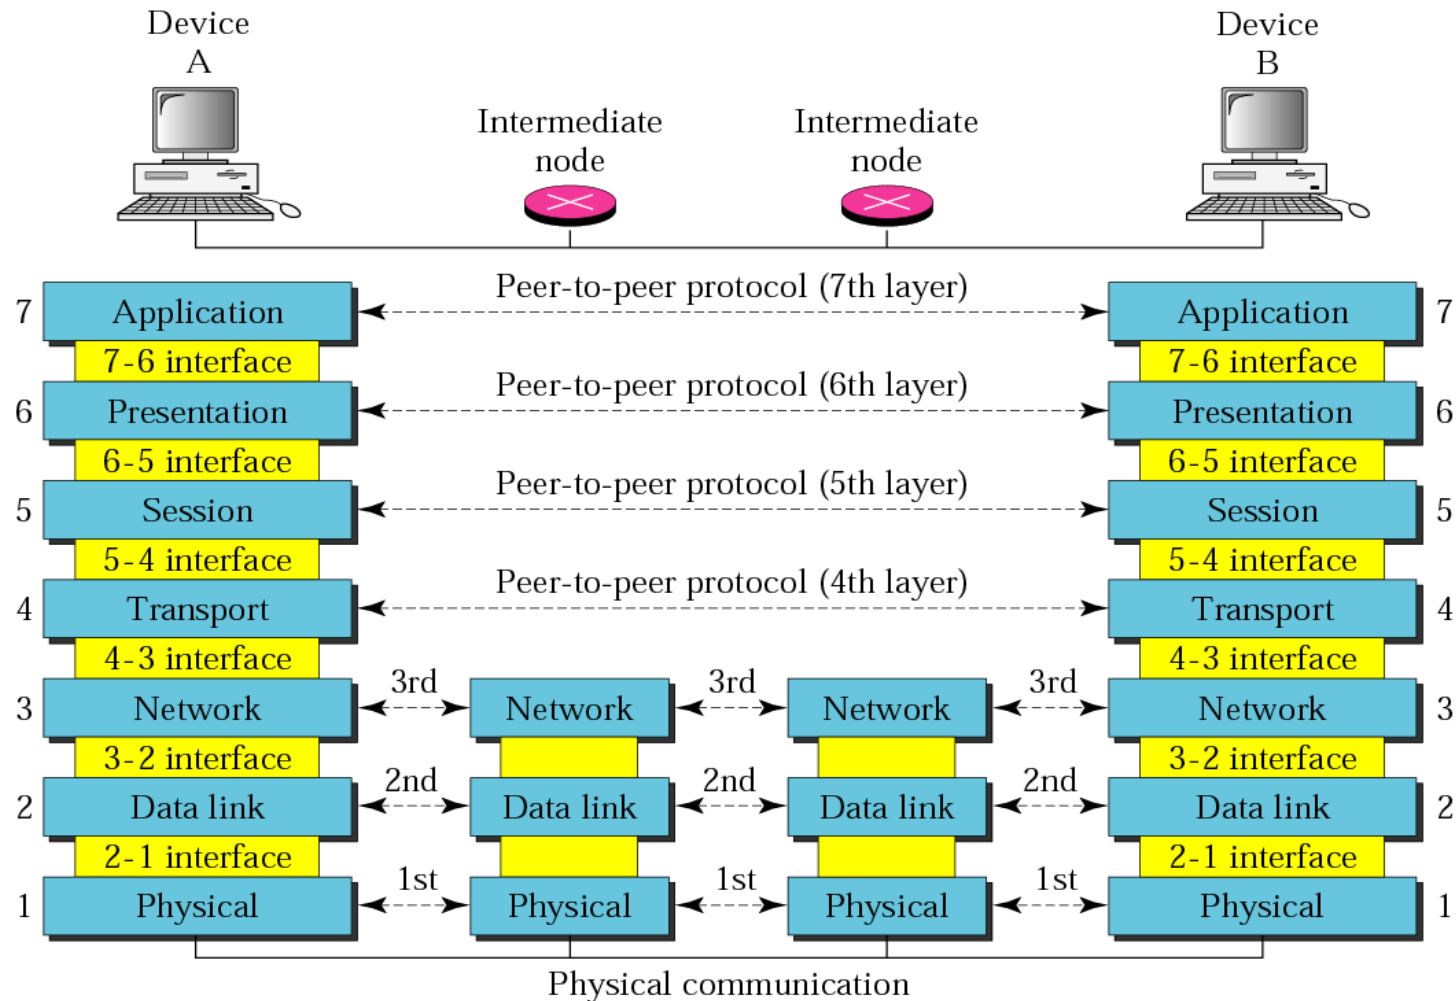 Device
A
Device
B
Intermediate
node
Intermediate
node
Peer-to-peer protocol (7th layer)
7 Application Application 7
7-6 interface 7-6 interface
Peer-to-peer protocol (6th layer)
6 Presentation Presentation 6
6-5 interface 6-5 interface
Peer-to-peer protocol (5th layer)
5 Session Session 5
5-4 interface 5-4 interface
Peer-to-peer protocol (4th layer)
4 Transport Transport 4
4-3 interface 4-3 interface
3rd 3rd 3rd
3 Network Network Network Network 3
3-2 interface 3-2 interface
2nd 2nd 2nd
2 Data link Data link Data link Data link 2
2-1 interface 2-1 interface
1st 1st 1st
1 Physical Physical Physical Physical 1
Physical communication